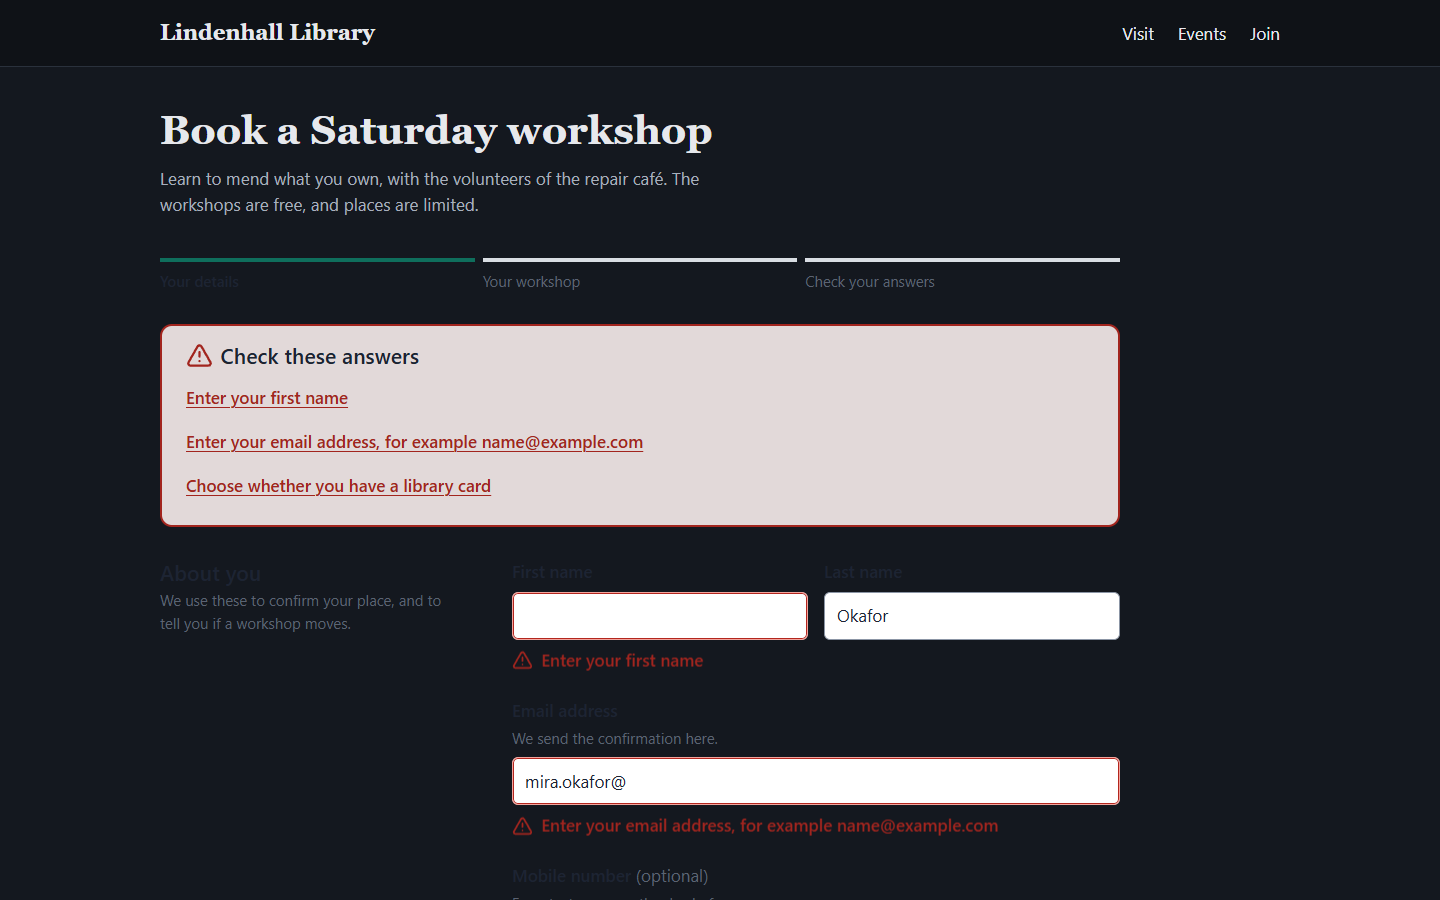 Lindenhall Library
Visit Events Join
Book a Saturday workshop
Learn to mend what you own, with the volunteers of the repair café. The
workshops are free, and places are limited.
Your details
Your workshop
Check your answers
Check these answers
Enter your first name
Enter your email address, for example name@example.com
Choose whether you have a library card
About you
We use these to confirm your place, and to
tell you if a workshop moves.
First name
Last name
Okafor
Enter your first name
Email address
We send the confirmation here.
mira.okafor@
Enter your email address, for example name@example.com
Mobile number (optional)